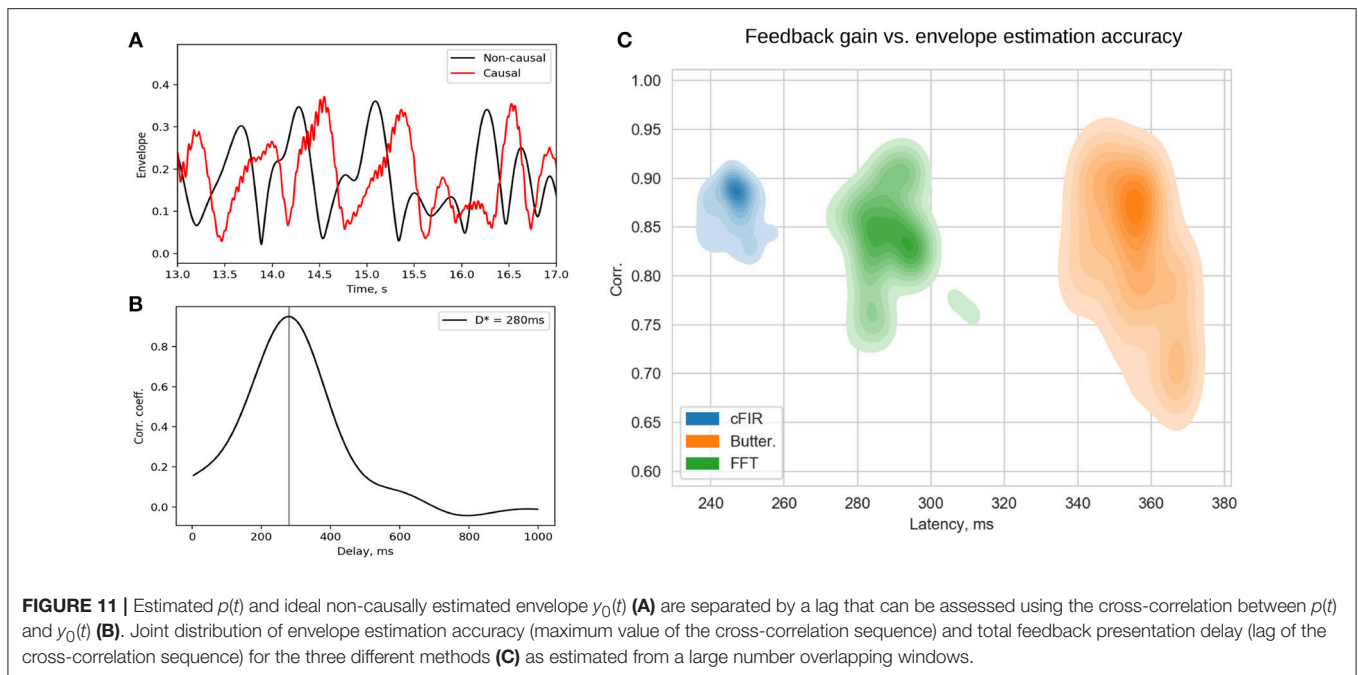 A
Non-causal
Causal
0.4
0.3
0.2
0.1
0.0
Envelope
13.0 13.5 14.0 14.5 15.0 15.5 16.0 16.5 17.0
Time, s
B
D* = 280ms
0.8
0.6
0.4
0.2
0.0
Corr. coeff.
0 200 400 600 800 1000
Delay, ms
C
Feedback gain vs. envelope estimation accuracy
1.00
0.95
0.90
0.85
0.80
0.75
0.70
0.65
0.60
Corr.
cFIR
Butter.
FFT
240 260 280 300 320 340 360 380
Latency, ms
FIGURE 11 | Estimated p(t) and ideal non-causally estimated envelope y0(t) (A) are separated by a lag that can be assessed using the cross-correlation between p(t)
and y0(t) (B). Joint distribution of envelope estimation accuracy (maximum value of the cross-correlation sequence) and total feedback presentation delay (lag of the
cross-correlation sequence) for the three different methods (C) as estimated from a large number overlapping windows.